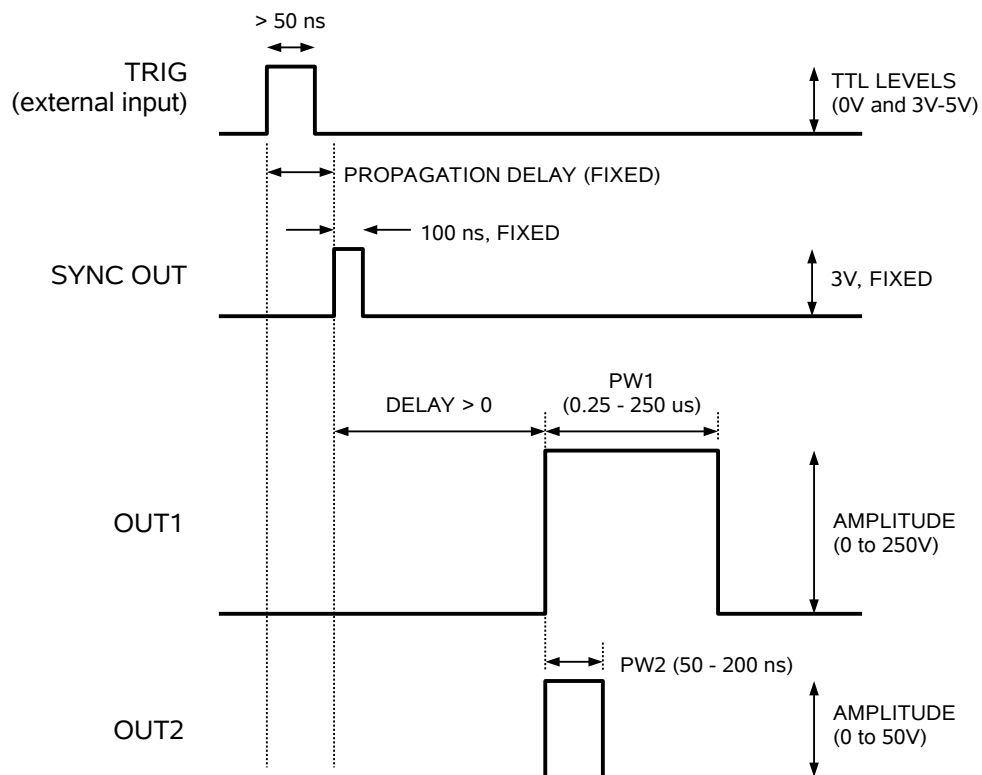 > 50 ns
TRIG
(external input)
TTL LEVELS
(0V and 3V-5V)
PROPAGATION DELAY (FIXED)
100 ns, FIXED
SYNC OUT
3V, FIXED
PW1
(0.25 - 250 us)
DELAY > 0
OUT1
AMPLITUDE
(0 to 250V)
PW2 (50 - 200 ns)
OUT2
AMPLITUDE
(0 to 50V)